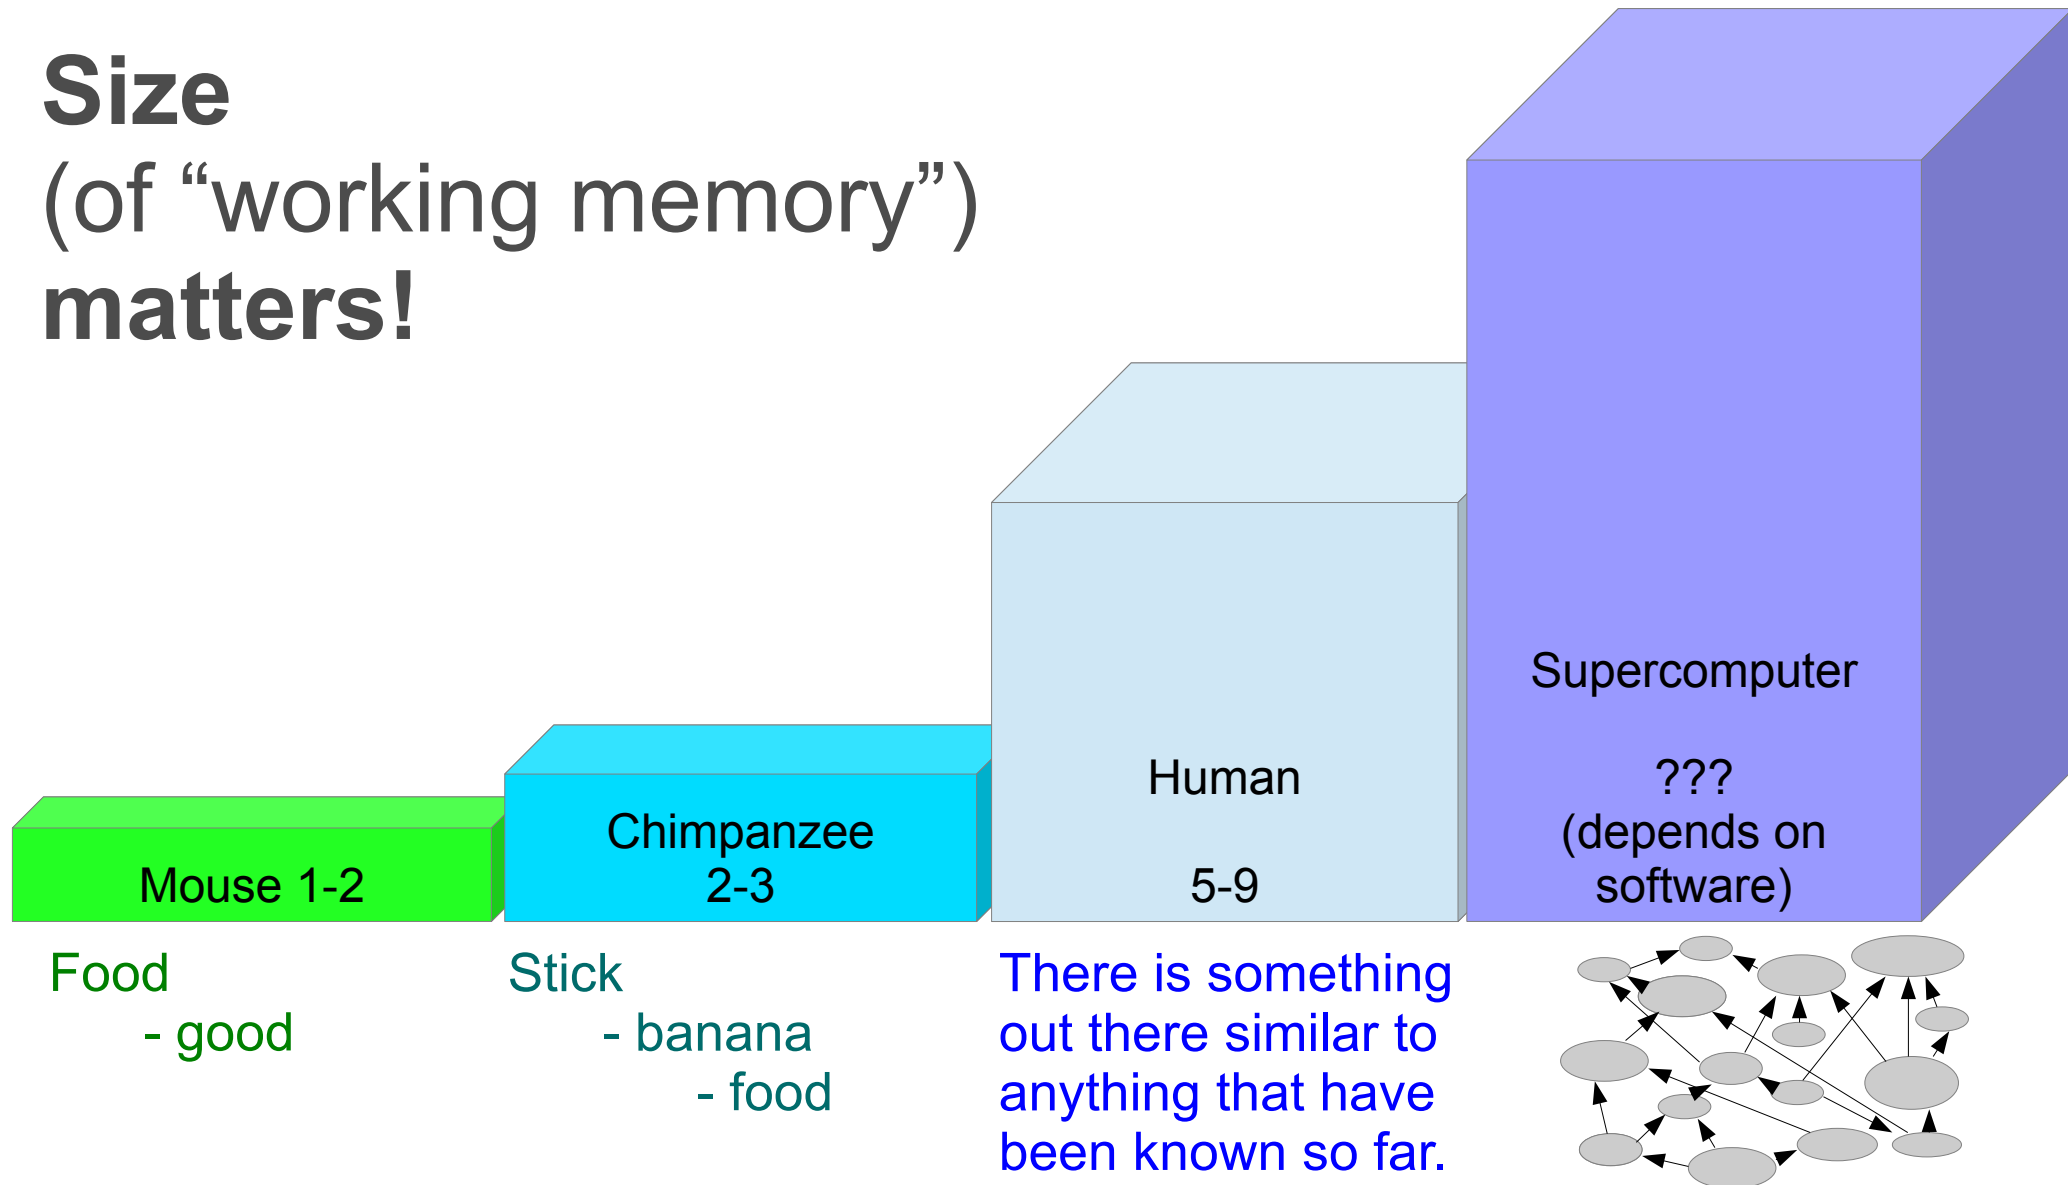 Size
(of “working memory”)
matters!
Mouse 1-2
Chimpanzee
2-3
Human
5-9
Supercomputer
???
(depends on
software)
Food
- good
Stick
- banana
- food
There is something
out there similar to
anything that have
been known so far.